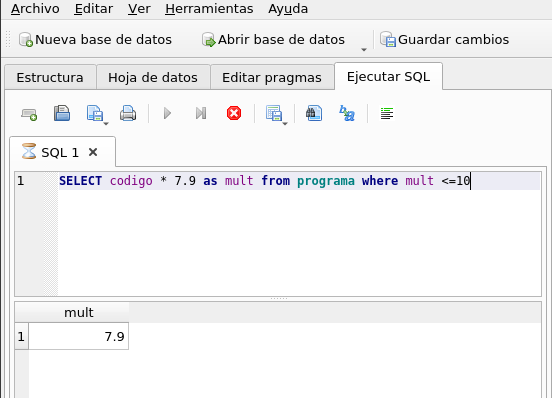 Archivo Editar Ver Herramientas Ayuda
Nueva base de datos Abrir base de datos Guardar cambios
Estructura Hoja de datos Editar pragmas Ejecutar SQL
SQL 1
1 SELECT codigo * 7.9 as mult from programa where mult <=10
mult
1 7.9